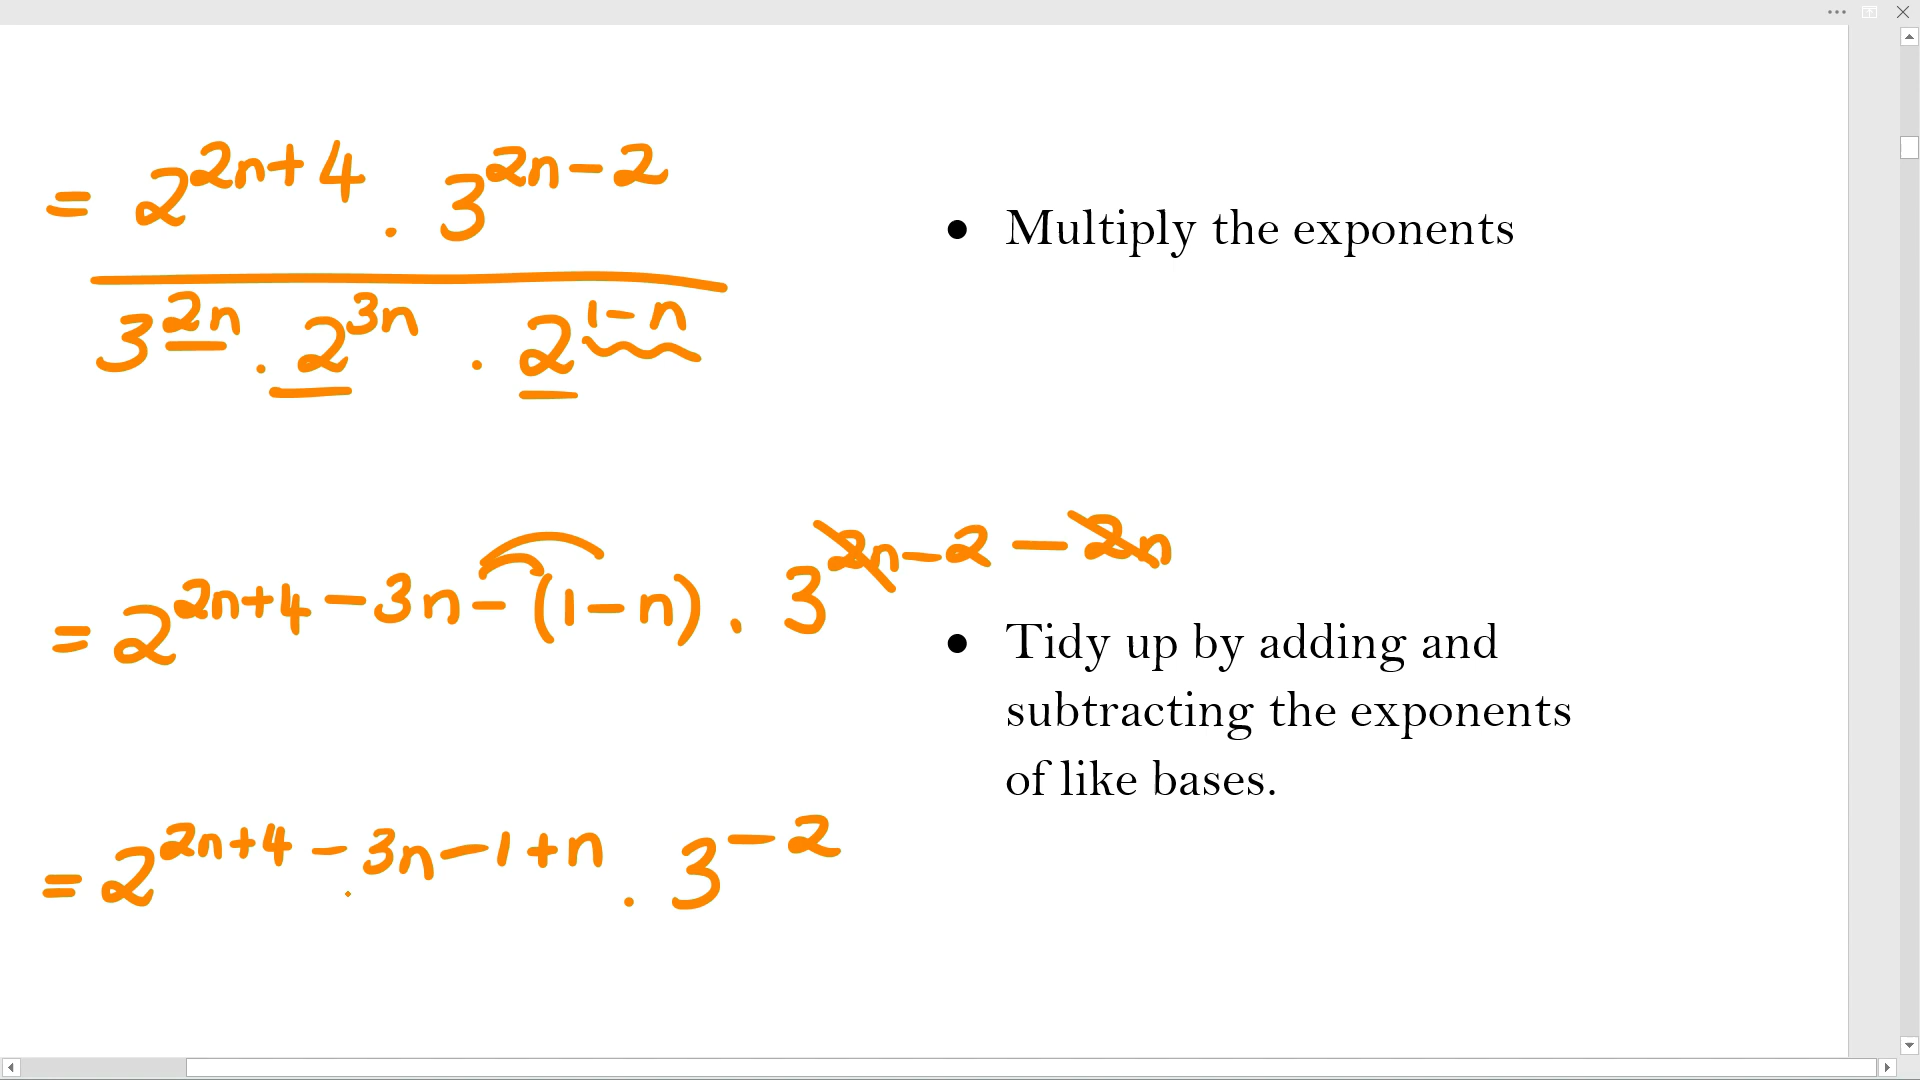 = 2^{2n+4} . 3^{2n-2}
3^{2n} . 2^{3n} . 2^{1-n}
• Multiply the exponents
= 2^{2n+4-3n-(1-n)} . 3^{2n-2-2n}
= 2^{2n+4-3n-1+n} . 3^{-2}
• Tidy up by adding and
subtracting the exponents
of like bases.